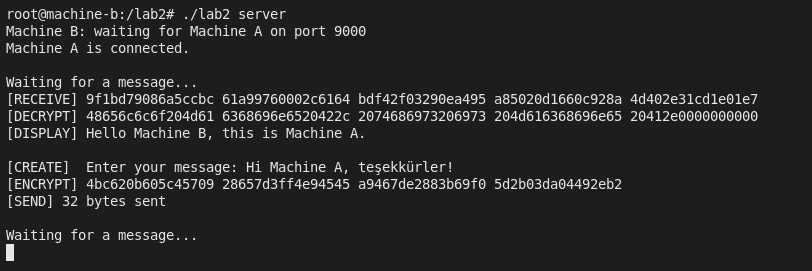 root@machine-b:/lab2# ./lab2 server
Machine B: waiting for Machine A on port 9000
Machine A is connected.
Waiting for a message...
[RECEIVE] 9f1bd79086a5ccbc 61a99760002c6164 bdf42f03290ea495 a85020d1660c928a 4d402e31cd1e01e7
[DECRYPT] 48656c6c6f204d61 6368696e6520422c 2074686973206973 204d616368696e65 20412e0000000000
[DISPLAY] Hello Machine B, this is Machine A.
[CREATE]  Enter your message: Hi Machine A, teşekkürler!
[ENCRYPT] 4bc620b605c45709 28657d3ff4e94545 a9467de2883b69f0 5d2b03da04492eb2
[SEND] 32 bytes sent
Waiting for a message...